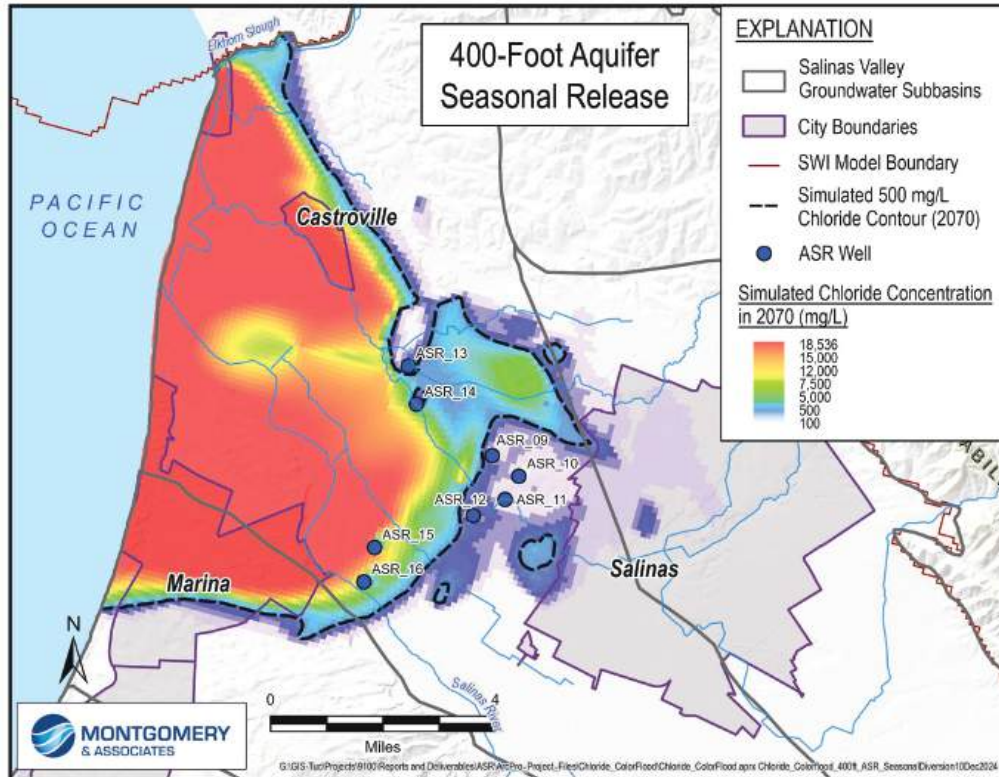 400-Foot Aquifer
Seasonal Release
EXPLANATION
Salinas Valley
Groundwater Subbasins
City Boundaries
SWI Model Boundary
Simulated 500 mg/L
Chloride Contour (2070)
ASR Well
Simulated Chloride Concentration
in 2070 (mg/L)
18,536
15,000
12,000
7,500
5,000
500
100
Elkhorn Slough
PACIFIC
OCEAN
Castroville
ASR_13
ASR_14
ASR_09
ASR_10
ASR_12
ASR_11
ASR_15
ASR_16
Marina
Salinas
ABIL
N
0
4
Miles
Salinas
River
MONTGOMERY
& ASSOCIATES